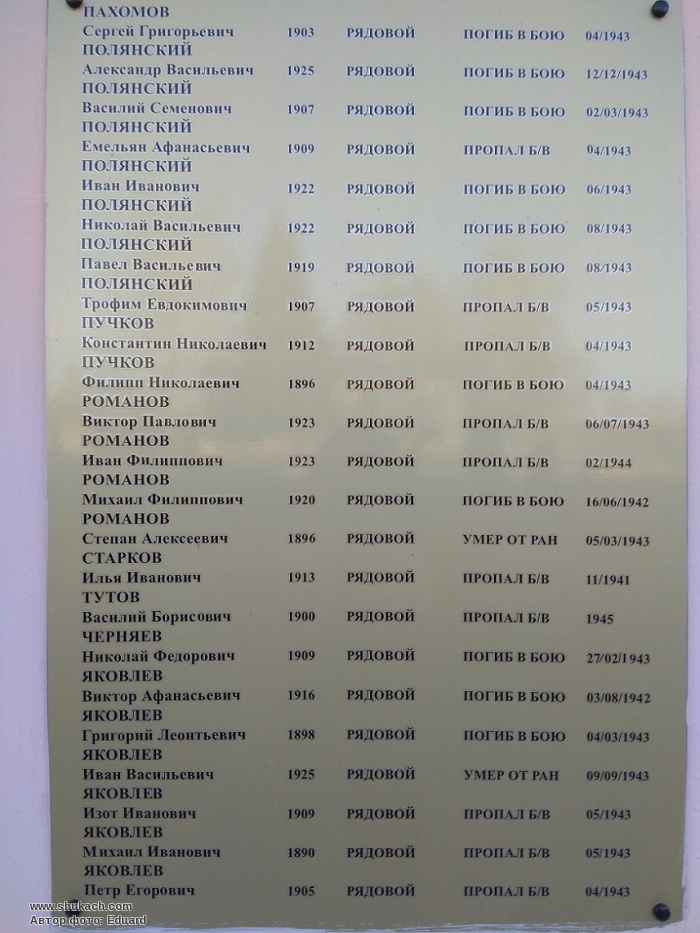 ПАХОМОВ
Сергей Григорьевич 1903 РЯДОВОЙ ПОГИБ В БОЮ 04/1943
ПОЛЯНСКИЙ
Александр Васильевич 1925 РЯДОВОЙ ПОГИБ В БОЮ 12/12/1943
ПОЛЯНСКИЙ
Василий Семенович 1907 РЯДОВОЙ ПОГИБ В БОЮ 02/03/1943
ПОЛЯНСКИЙ
Емельян Афанасьевич 1909 РЯДОВОЙ ПРОПАЛ Б/В 04/1943
ПОЛЯНСКИЙ
Иван Иванович 1922 РЯДОВОЙ ПОГИБ В БОЮ 06/1943
ПОЛЯНСКИЙ
Николай Васильевич 1922 РЯДОВОЙ ПОГИБ В БОЮ 08/1943
ПОЛЯНСКИЙ
Павел Васильевич 1919 РЯДОВОЙ ПОГИБ В БОЮ 08/1943
ПОЛЯНСКИЙ
Трофим Евдокимович 1907 РЯДОВОЙ ПРОПАЛ Б/В 05/1943
ПУЧКОВ
Константин Николаевич 1912 РЯДОВОЙ ПРОПАЛ Б/В 04/1943
ПУЧКОВ
Филипп Николаевич 1896 РЯДОВОЙ ПОГИБ В БОЮ 04/1943
РОМАНОВ
Виктор Павлович 1923 РЯДОВОЙ ПРОПАЛ Б/В 06/07/1943
РОМАНОВ
Иван Филиппович 1923 РЯДОВОЙ ПРОПАЛ Б/В 02/1944
РОМАНОВ
Михаил Филиппович 1920 РЯДОВОЙ ПОГИБ В БОЮ 16/06/1942
РОМАНОВ
Степан Алексеевич 1896 РЯДОВОЙ УМЕР ОТ РАН 05/03/1943
СТАРКОВ
Илья Иванович 1913 РЯДОВОЙ ПРОПАЛ Б/В 11/1941
ТУТОВ
Василий Борисович 1900 РЯДОВОЙ ПРОПАЛ Б/В 1945
ЧЕРНЯЕВ
Николай Федорович 1909 РЯДОВОЙ ПОГИБ В БОЮ 27/02/1943
ЯКОВЛЕВ
Виктор Афанасьевич 1916 РЯДОВОЙ ПОГИБ В БОЮ 03/08/1942
ЯКОВЛЕВ
Григорий Леонтьевич 1898 РЯДОВОЙ ПОГИБ В БОЮ 04/03/1943
ЯКОВЛЕВ
Иван Васильевич 1925 РЯДОВОЙ УМЕР ОТ РАН 09/09/1943
ЯКОВЛЕВ
Изот Иванович 1909 РЯДОВОЙ ПРОПАЛ Б/В 05/1943
ЯКОВЛЕВ
Михаил Иванович 1890 РЯДОВОЙ ПРОПАЛ Б/В 05/1943
ЯКОВЛЕВ
Петр Егорович 1905 РЯДОВОЙ ПРОПАЛ Б/В 04/1943
www.shukach.com
Автор фото: Eduard